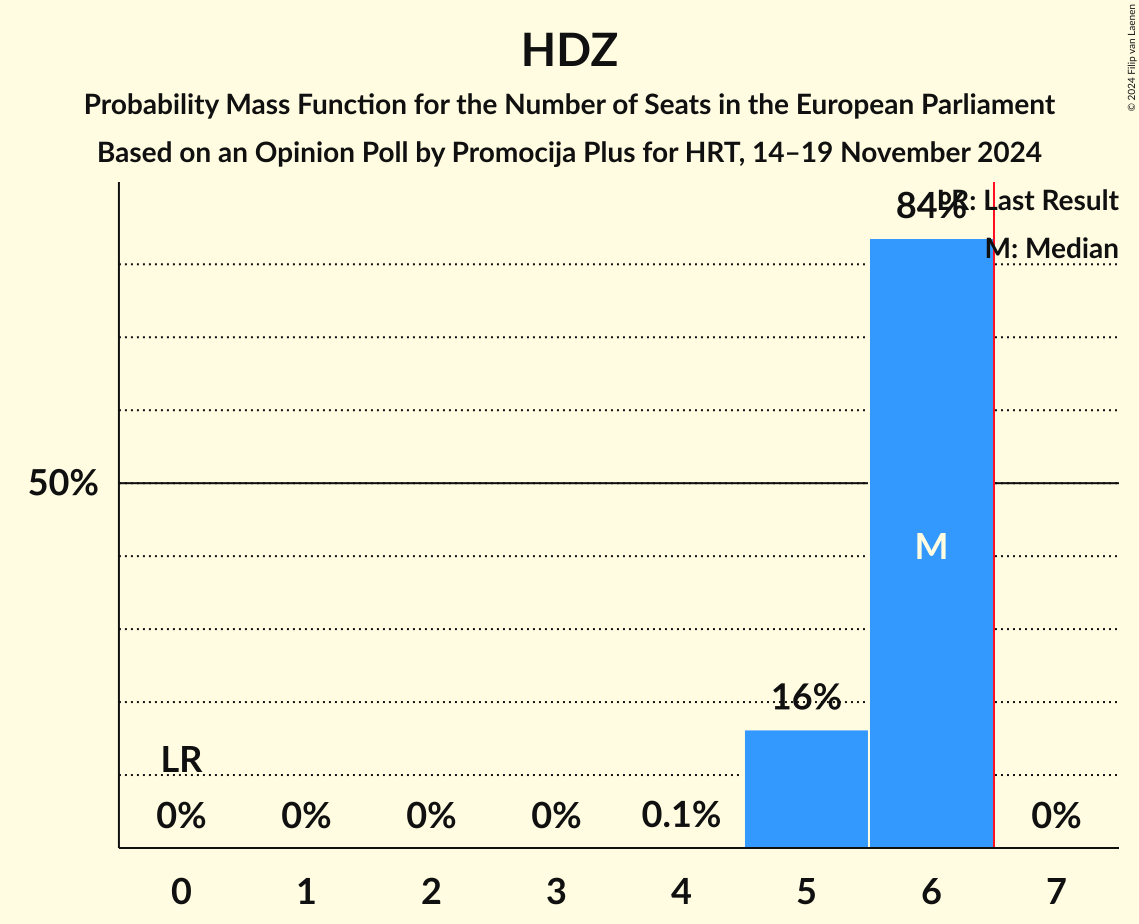 HDZ
Probability Mass Function for the Number of Seats in the European Parliament
Based on an Opinion Poll by Promocija Plus for HRT, 14–19 November 2024
© 2024 Filip van Laenen
LR: Last Result
M: Median
84%
50%
M
16%
LR
0% 0% 0% 0% 0.1% 0%
0 1 2 3 4 5 6 7